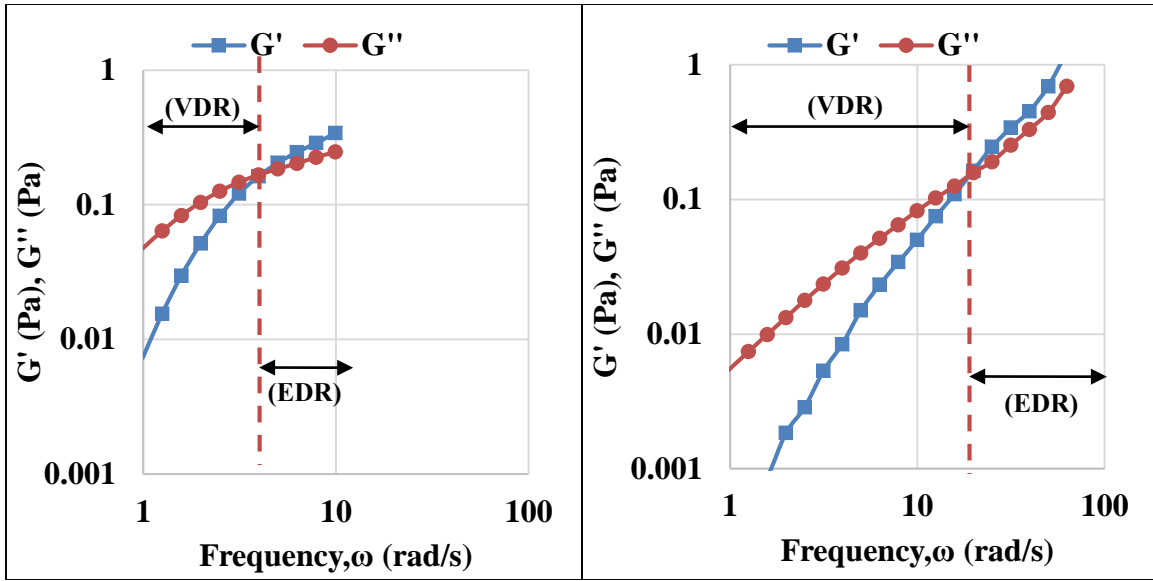 G' G''
1
(VDR)
0.1
0.01
(EDR)
0.001
1 10 100
G' (Pa), G'' (Pa)
Frequency,ω (rad/s)
G' G''
1
(VDR)
0.1
0.01
(EDR)
0.001
1 10 100
G' (Pa), G'' (Pa)
Frequency,ω (rad/s)